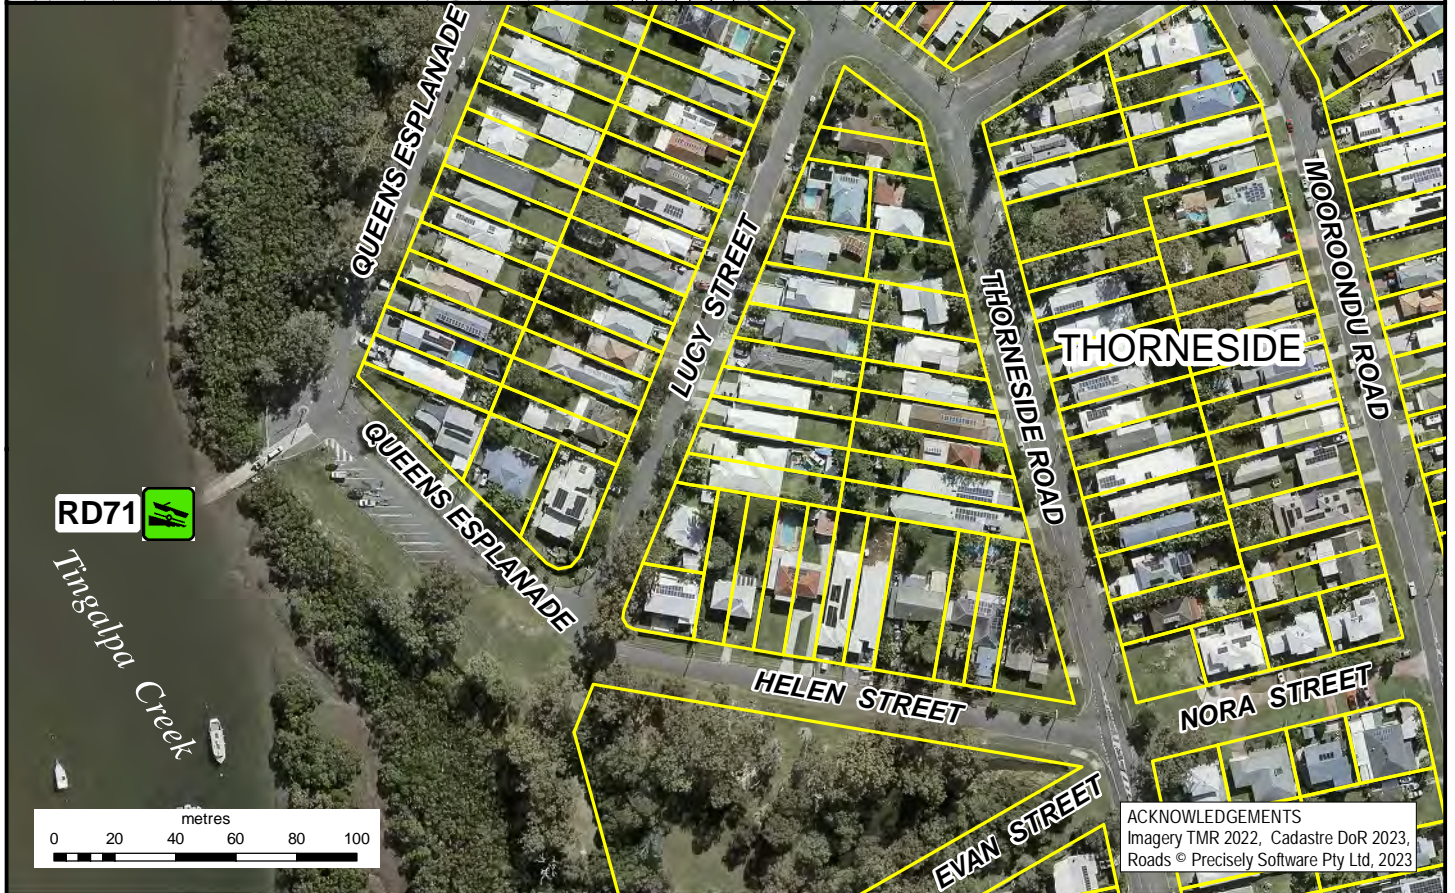 QUEENS ESPLANADE
LUCY STREET
THORNESIDE ROAD
MOOROONDU ROAD
THORNESIDE
QUEENS ESPLANADE
RD71
Tingalpa Creek
HELEN STREET
NORA STREET
EVAN STREET
metres
0 20 40 60 80 100
ACKNOWLEDGEMENTS
Imagery TMR 2022, Cadastre DoR 2023,
Roads © Precisely Software Pty Ltd, 2023